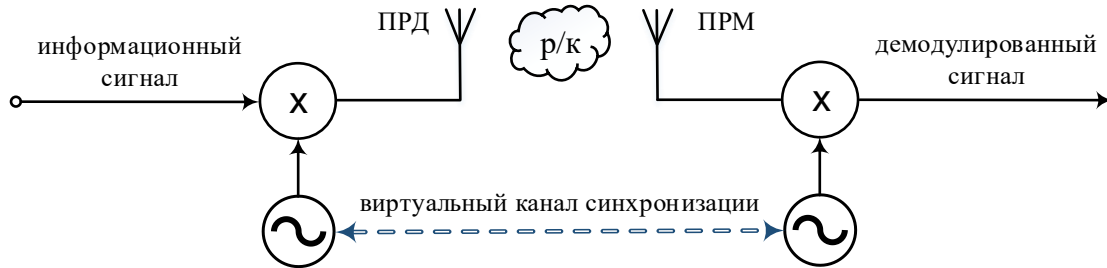 ПРД
р/к
ПРМ
информационный
сигнал
демодулированный
сигнал
X
X
виртуальный канал синхронизации